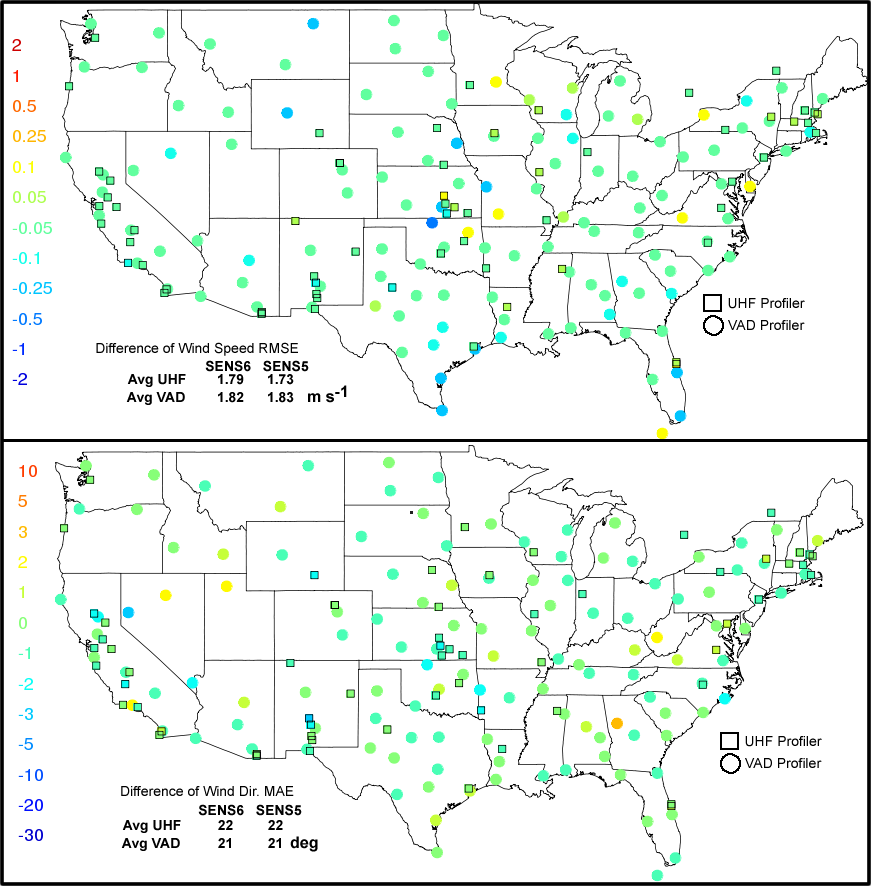 2
1
0.5
0.25
0.1
0.05
-0.05
-0.1
-0.25
-0.5
-1
-2
UHF Profiler
VAD Profiler
Difference of Wind Speed RMSE
SENS6 SENS5
Avg UHF 1.79 1.73
Avg VAD 1.82 1.83 m s-1
10
5
3
2
1
0
-1
-2
-3
-5
-10
-20
-30
UHF Profiler
VAD Profiler
Difference of Wind Dir. MAE
SENS6 SENS5
Avg UHF 22 22
Avg VAD 21 21 deg